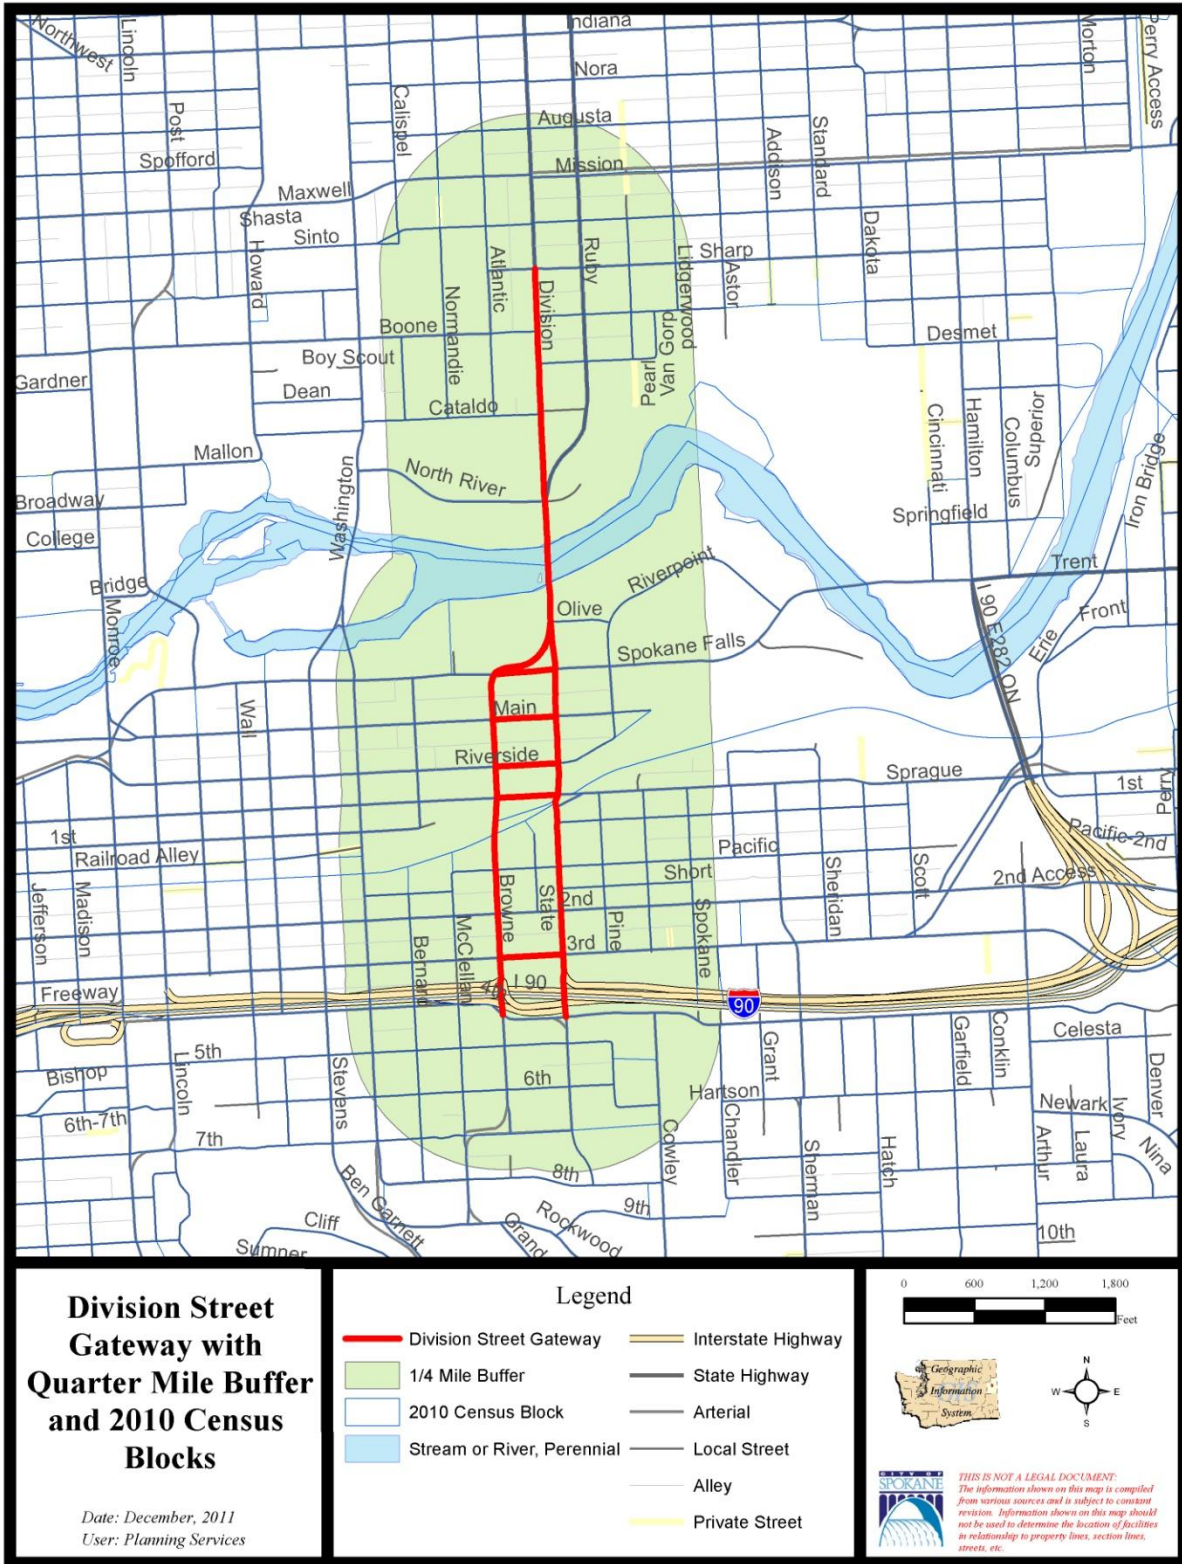 Northwest
Lincoln
Indiana
Morton
Perry Access
Nora
Post
Calispel
Augusta
Addison
Standard
Spofford
Mission
Maxwell
Shasta
Sinto
Howard
Atlantic
Ruby
Lidgerwood
Sharp
Astor
Dakota
Normandie
Division
Boone
Desmet
Boy Scout
Van Gorp
Pearl
Gardner
Dean
Cataldo
Cincinnati
Hamilton
Columbus
Superior
Mallon
Washington
North River
Iron Bridge
Broadway
Springfield
College
Bridge
Riverpoint
Trent
Monroe
Olive
I 90 E 282 ON
Front
Erie
Spokane Falls
Wall
Main
Riverside
Sprague
1st
Perry
1st
Pacific
Pacific-2nd
Railroad Alley
Short
2nd Access
Jefferson
Madison
Browne
State
2nd
Pine
Spokane
Sheridan
Scott
Bernard
McClellan
3rd
4th
I 90
Freeway
90
5th
Grant
Garfield
Conklin
Celesta
Bishop
Lincoln
Stevens
6th
Hartson
Denver
6th-7th
7th
Cowley
Chandler
Sherman
Hatch
Newark
Arthur
Laura
Ivory
Nina
Ben Garnett
8th
Cliff
Grand
Rockwood
9th
10th
Sumner
Division Street
Gateway with
Quarter Mile Buffer
and 2010 Census
Blocks
Date: December, 2011
User: Planning Services
Legend
Division Street Gateway
1/4 Mile Buffer
2010 Census Block
Stream or River, Perennial
Interstate Highway
State Highway
Arterial
Local Street
Alley
Private Street
0 600 1,200 1,800
Feet
Geographic
Information
System
GIS
N
W E
S
CITY OF
SPOKANE
THIS IS NOT A LEGAL DOCUMENT:
The information shown on this map is compiled
from various sources and is subject to constant
revision. Information shown on this map should
not be used to determine the location of facilities
in relationship to property lines, section lines,
streets, etc.